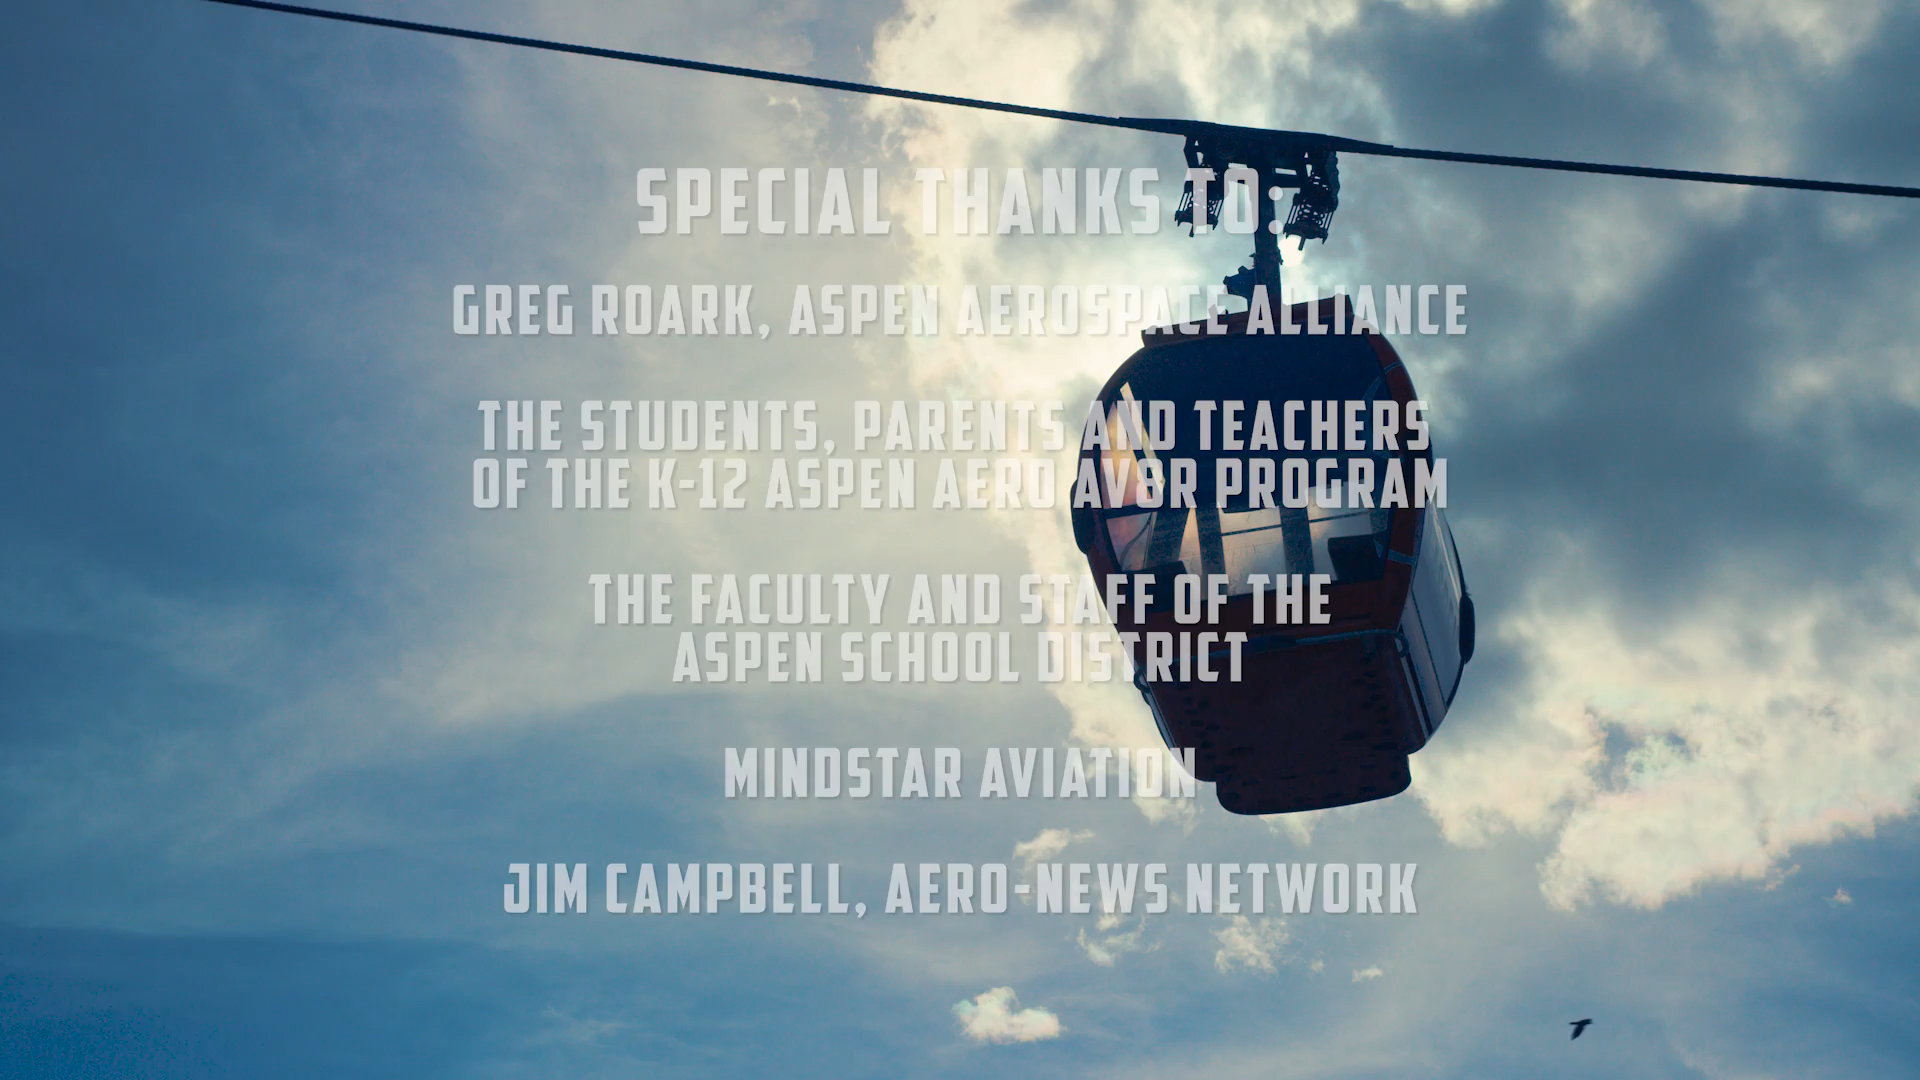 SPECIAL THANKS TO:
GREG ROARK, ASPEN AEROSPACE ALLIANCE
THE STUDENTS, PARENTS AND TEACHERS
OF THE K-12 ASPEN AERO AV8R PROGRAM
THE FACULTY AND STAFF OF THE
ASPEN SCHOOL DISTRICT
MINDSTAR AVIATION
JIM CAMPBELL, AERO-NEWS NETWORK